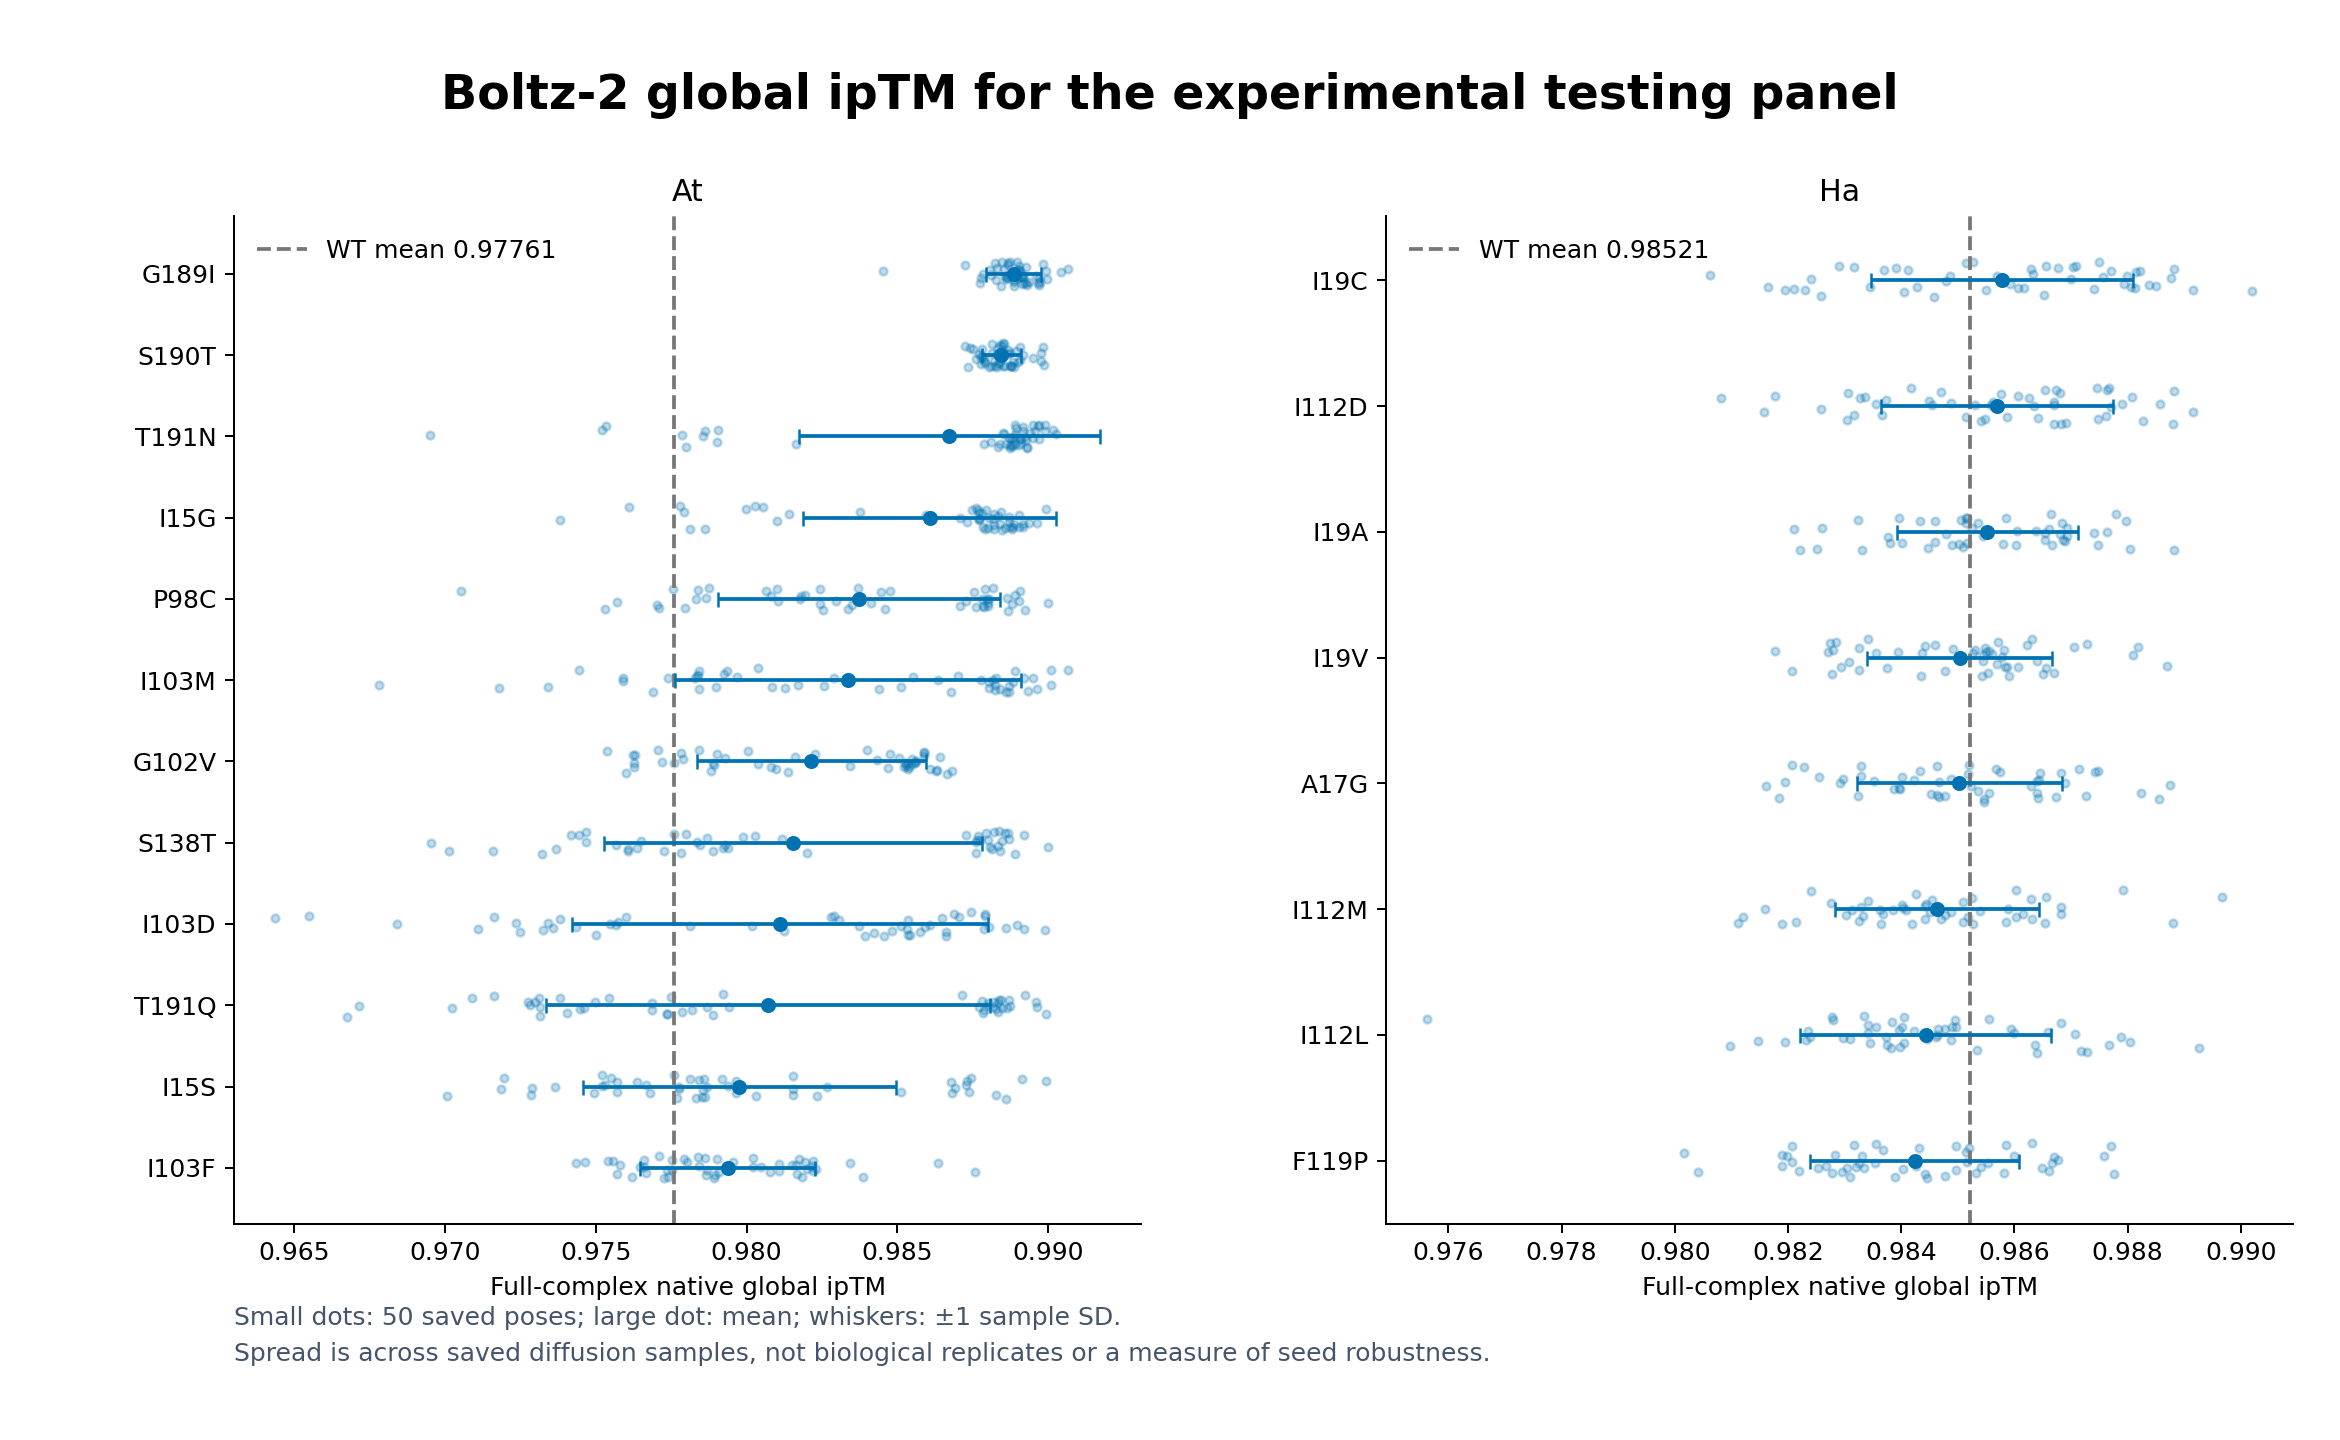 Boltz-2 global ipTM for the experimental testing panel
At
WT mean 0.97761
G189I
S190T
T191N
I15G
P98C
I103M
G102V
S138T
I103D
T191Q
I15S
I103F
0.965 0.970 0.975 0.980 0.985 0.990
Full-complex native global ipTM
Ha
WT mean 0.98521
I19C
I112D
I19A
I19V
A17G
I112M
I112L
F119P
0.976 0.978 0.980 0.982 0.984 0.986 0.988 0.990
Full-complex native global ipTM
Small dots: 50 saved poses; large dot: mean; whiskers: ±1 sample SD.
Spread is across saved diffusion samples, not biological replicates or a measure of seed robustness.